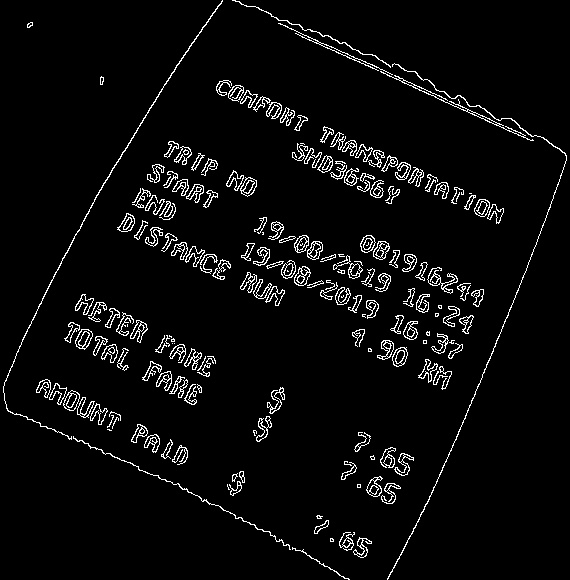 COMFORT TRANSPORTATION
SHD3656Y
TRIP NO 081916244
START 19/08/2019 16:24
END 19/08/2019 16:37
DISTANCE RUN 4.90 KM
METER FARE $ 7.65
TOTAL FARE $ 7.65
AMOUNT PAID $ 7.65